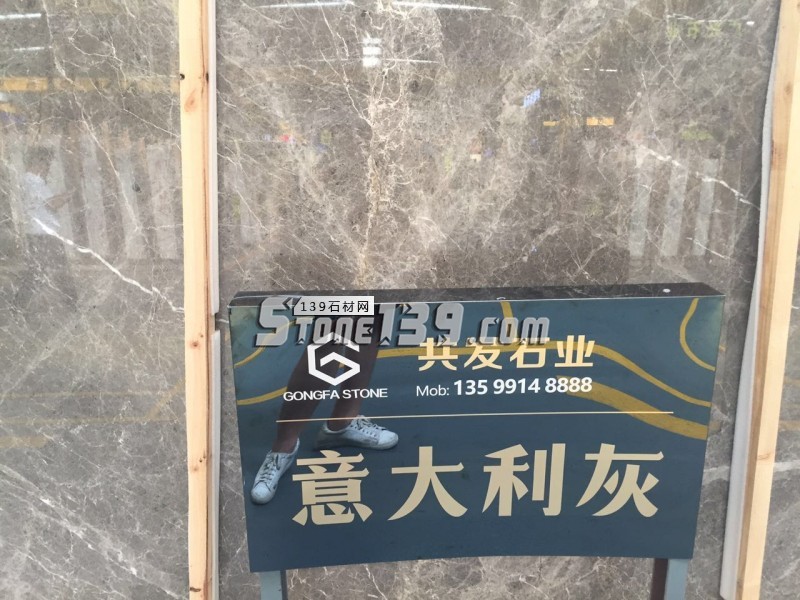 139石材网
STONE139.com
共发石业
GONGFA STONE
Mob: 135 9914 8888
意大利灰